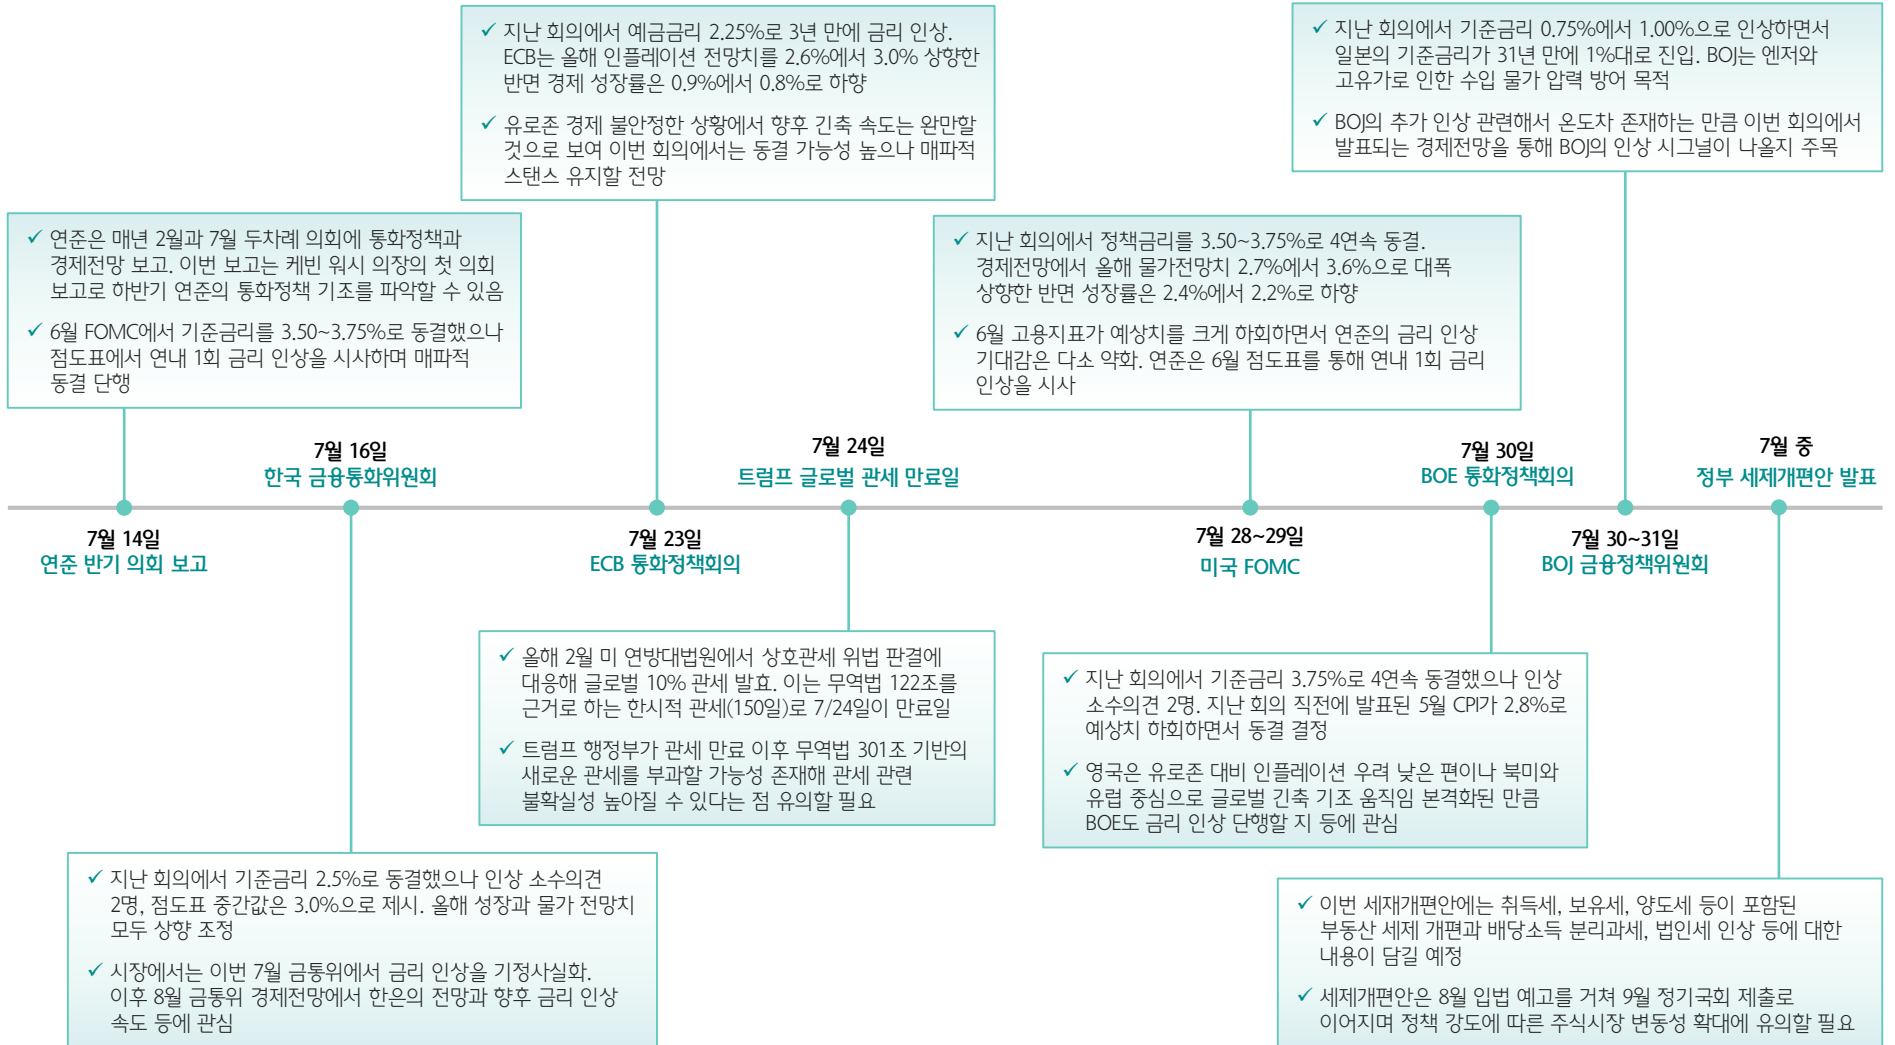 ✓ 지난 회의에서 예금금리 2.25%로 3년 만에 금리 인상.
ECB는 올해 인플레이션 전망치를 2.6%에서 3.0% 상향한
반면 경제 성장률은 0.9%에서 0.8%로 하향
✓ 유로존 경제 불안정한 상황에서 향후 긴축 속도는 완만할
것으로 보여 이번 회의에서는 동결 가능성 높으나 매파적
스탠스 유지할 전망
✓ 지난 회의에서 기준금리 0.75%에서 1.00%으로 인상하면서
일본의 기준금리가 31년 만에 1%대로 진입. BOJ는 엔저와
고유가로 인한 수입 물가 압력 방어 목적
✓ BOJ의 추가 인상 관련해서 온도차 존재하는 만큼 이번 회의에서
발표되는 경제전망을 통해 BOJ의 인상 시그널이 나올지 주목
✓ 연준은 매년 2월과 7월 두차례 의회에 통화정책과
경제전망 보고. 이번 보고는 케빈 워시 의장의 첫 의회
보고로 하반기 연준의 통화정책 기조를 파악할 수 있음
✓ 6월 FOMC에서 기준금리를 3.50~3.75%로 동결했으나
점도표에서 연내 1회 금리 인상을 시사하며 매파적
동결 단행
✓ 지난 회의에서 정책금리를 3.50~3.75%로 4연속 동결.
경제전망에서 올해 물가전망치 2.7%에서 3.6%으로 대폭
상향한 반면 성장률은 2.4%에서 2.2%로 하향
✓ 6월 고용지표가 예상치를 크게 하회하면서 연준의 금리 인상
기대감은 다소 약화. 연준은 6월 점도표를 통해 연내 1회 금리
인상을 시사
7월 16일
한국 금융통화위원회
7월 24일
트럼프 글로벌 관세 만료일
7월 30일
BOE 통화정책회의
7월 중
정부 세제개편안 발표
7월 14일
연준 반기 의회 보고
7월 23일
ECB 통화정책회의
7월 28~29일
미국 FOMC
7월 30~31일
BOJ 금융정책위원회
✓ 올해 2월 미 연방대법원에서 상호관세 위법 판결에
대응해 글로벌 10% 관세 발효. 이는 무역법 122조를
근거로 하는 한시적 관세(150일)로 7/24일이 만료일
✓ 트럼프 행정부가 관세 만료 이후 무역법 301조 기반의
새로운 관세를 부과할 가능성 존재해 관세 관련
불확실성 높아질 수 있다는 점 유의할 필요
✓ 지난 회의에서 기준금리 3.75%로 4연속 동결했으나 인상
소수의견 2명. 지난 회의 직전에 발표된 5월 CPI가 2.8%로
예상치 하회하면서 동결 결정
✓ 영국은 유로존 대비 인플레이션 우려 낮은 편이나 북미와
유럽 중심으로 글로벌 긴축 기조 움직임 본격화된 만큼
BOE도 금리 인상 단행할 지 등에 관심
✓ 지난 회의에서 기준금리 2.5%로 동결했으나 인상 소수의견
2명, 점도표 중간값은 3.0%으로 제시. 올해 성장과 물가 전망치
모두 상향 조정
✓ 시장에서는 이번 7월 금통위에서 금리 인상을 기정사실화.
이후 8월 금통위 경제전망에서 한은의 전망과 향후 금리 인상
속도 등에 관심
✓ 이번 세재개편안에는 취득세, 보유세, 양도세 등이 포함된
부동산 세제 개편과 배당소득 분리과세, 법인세 인상 등에 대한
내용이 담길 예정
✓ 세제개편안은 8월 입법 예고를 거쳐 9월 정기국회 제출로
이어지며 정책 강도에 따른 주식시장 변동성 확대에 유의할 필요